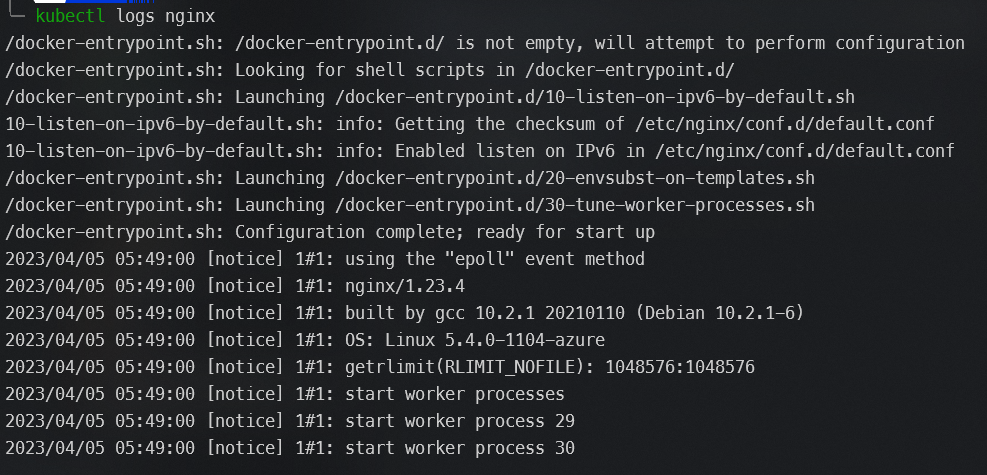 kubectl logs nginx
/docker-entrypoint.sh: /docker-entrypoint.d/ is not empty, will attempt to perform configuration
/docker-entrypoint.sh: Looking for shell scripts in /docker-entrypoint.d/
/docker-entrypoint.sh: Launching /docker-entrypoint.d/10-listen-on-ipv6-by-default.sh
10-listen-on-ipv6-by-default.sh: info: Getting the checksum of /etc/nginx/conf.d/default.conf
10-listen-on-ipv6-by-default.sh: info: Enabled listen on IPv6 in /etc/nginx/conf.d/default.conf
/docker-entrypoint.sh: Launching /docker-entrypoint.d/20-envsubst-on-templates.sh
/docker-entrypoint.sh: Launching /docker-entrypoint.d/30-tune-worker-processes.sh
/docker-entrypoint.sh: Configuration complete; ready for start up
2023/04/05 05:49:00 [notice] 1#1: using the "epoll" event method
2023/04/05 05:49:00 [notice] 1#1: nginx/1.23.4
2023/04/05 05:49:00 [notice] 1#1: built by gcc 10.2.1 20210110 (Debian 10.2.1-6)
2023/04/05 05:49:00 [notice] 1#1: OS: Linux 5.4.0-1104-azure
2023/04/05 05:49:00 [notice] 1#1: getrlimit(RLIMIT_NOFILE): 1048576:1048576
2023/04/05 05:49:00 [notice] 1#1: start worker processes
2023/04/05 05:49:00 [notice] 1#1: start worker process 29
2023/04/05 05:49:00 [notice] 1#1: start worker process 30